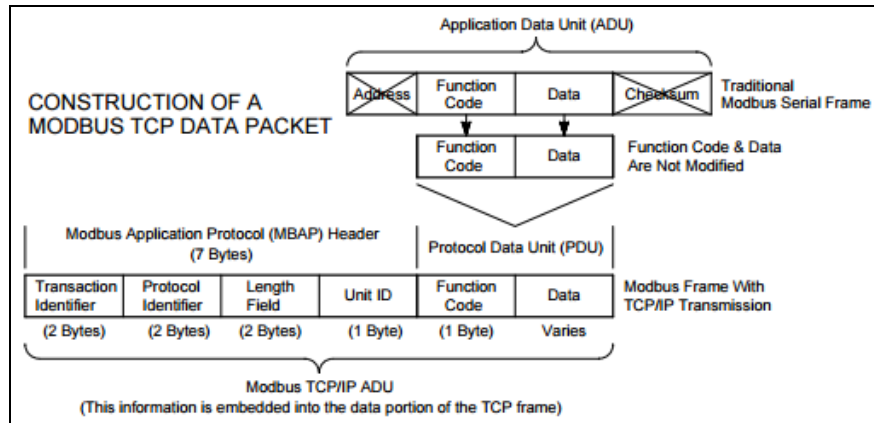 Application Data Unit (ADU)
CONSTRUCTION OF A
MODBUS TCP DATA PACKET
Address
Function
Code
Data
Checksum
Traditional
Modbus Serial Frame
Function
Code
Data
Function Code & Data
Are Not Modified
Modbus Application Protocol (MBAP) Header
(7 Bytes)
Protocol Data Unit (PDU)
Transaction
Identifier
Protocol
Identifier
Length
Field
Unit ID
Function
Code
Data
Modbus Frame With
TCP/IP Transmission
(2 Bytes)
(2 Bytes)
(2 Bytes)
(1 Byte)
(1 Byte)
Varies
Modbus TCP/IP ADU
(This information is embedded into the data portion of the TCP frame)